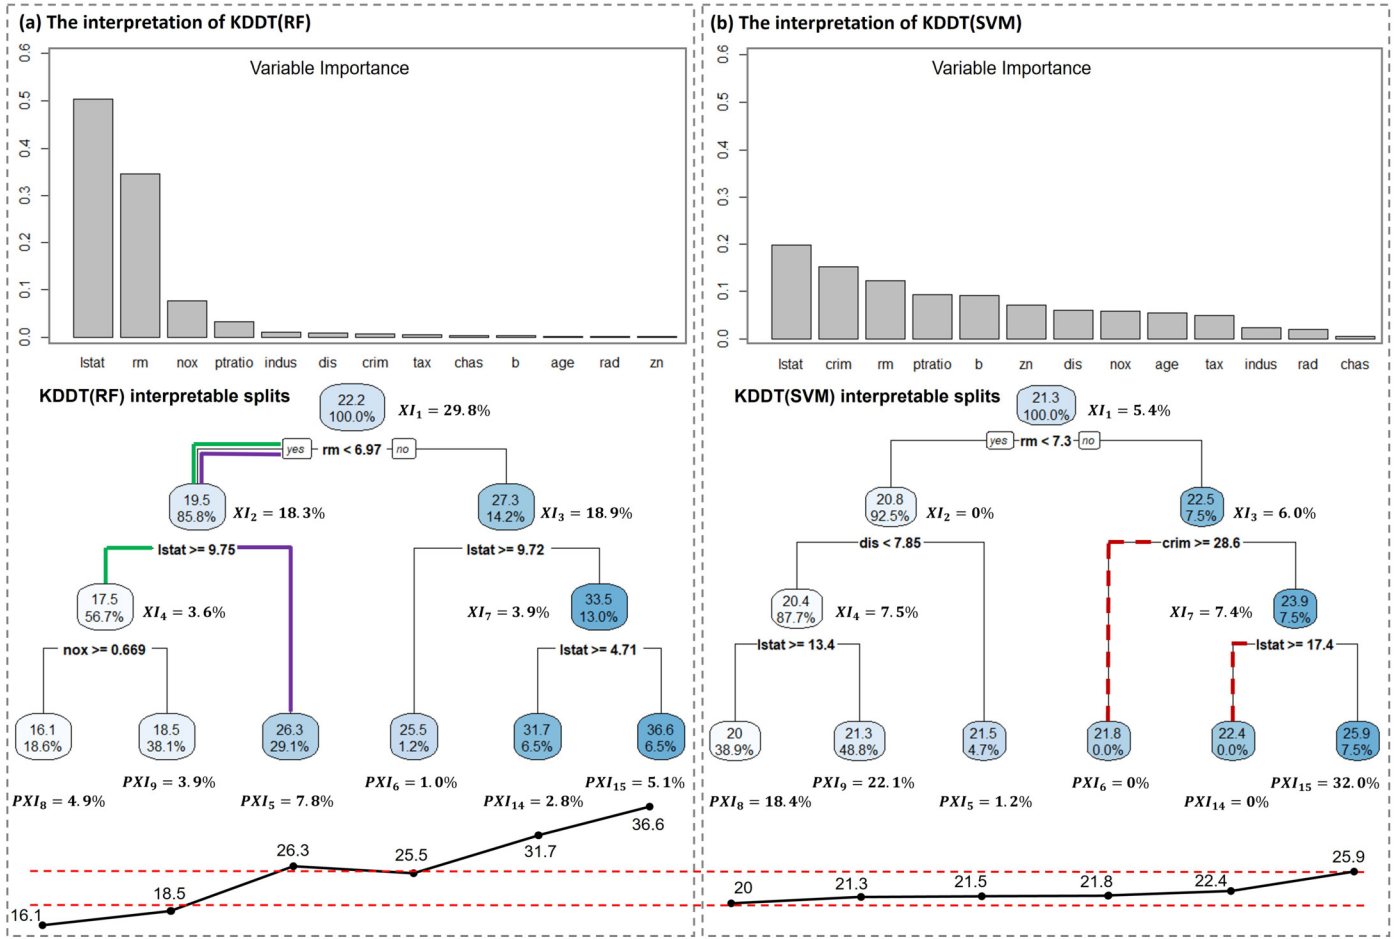 (a) The interpretation of KDDT(RF)
Variable Importance
0.6
0.5
0.4
0.3
0.2
0.1
0.0
lstat rm nox ptratio indus dis crim tax chas b age rad zn
KDDT(RF) interpretable splits
22.2
100.0%
XI1 = 29.8%
yes rm < 6.97 no
19.5
85.8%
XI2 = 18.3%
27.3
14.2%
XI3 = 18.9%
lstat >= 9.75
lstat >= 9.72
17.5
56.7%
XI4 = 3.6%
XI7 = 3.9%
33.5
13.0%
nox >= 0.669
lstat >= 4.71
16.1
18.6%
18.5
38.1%
26.3
29.1%
25.5
1.2%
31.7
6.5%
36.6
6.5%
PXI8 = 4.9%
PXI9 = 3.9%
PXI5 = 7.8%
PXI6 = 1.0%
PXI14 = 2.8%
PXI15 = 5.1%
16.1
18.5
26.3
25.5
31.7
36.6
(b) The interpretation of KDDT(SVM)
Variable Importance
0.6
0.5
0.4
0.3
0.2
0.1
0.0
lstat crim rm ptratio b zn dis nox age tax indus rad chas
KDDT(SVM) interpretable splits
21.3
100.0%
XI1 = 5.4%
yes rm < 7.3 no
20.8
92.5%
XI2 = 0%
22.5
7.5%
XI3 = 6.0%
dis < 7.85
crim >= 28.6
20.4
87.7%
XI4 = 7.5%
XI7 = 7.4%
23.9
7.5%
lstat >= 13.4
lstat >= 17.4
20
38.9%
21.3
48.8%
21.5
4.7%
21.8
0.0%
22.4
0.0%
25.9
7.5%
PXI8 = 18.4%
PXI9 = 22.1%
PXI5 = 1.2%
PXI6 = 0%
PXI14 = 0%
PXI15 = 32.0%
20
21.3
21.5
21.8
22.4
25.9